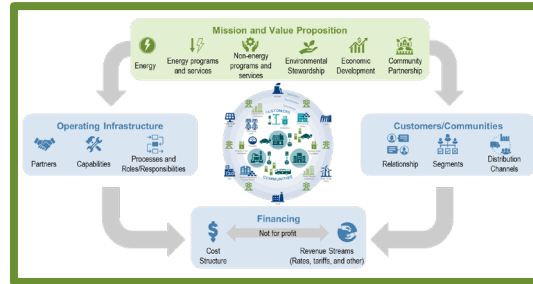 Mission and Value Proposition
Energy
Energy programs
and services
Non-energy
programs and
services
Environmental
Stewardship
Economic
Development
Community
Partnership
Operating Infrastructure
Partners
Capabilities
Processes and
Roles/Responsibilities
CUSTOMERS
COMMUNITIES
Customers/Communities
Relationship
Segments
Distribution
Channels
Financing
Not for profit
Cost
Structure
Revenue Streams
(Rates, tariffs, and other)